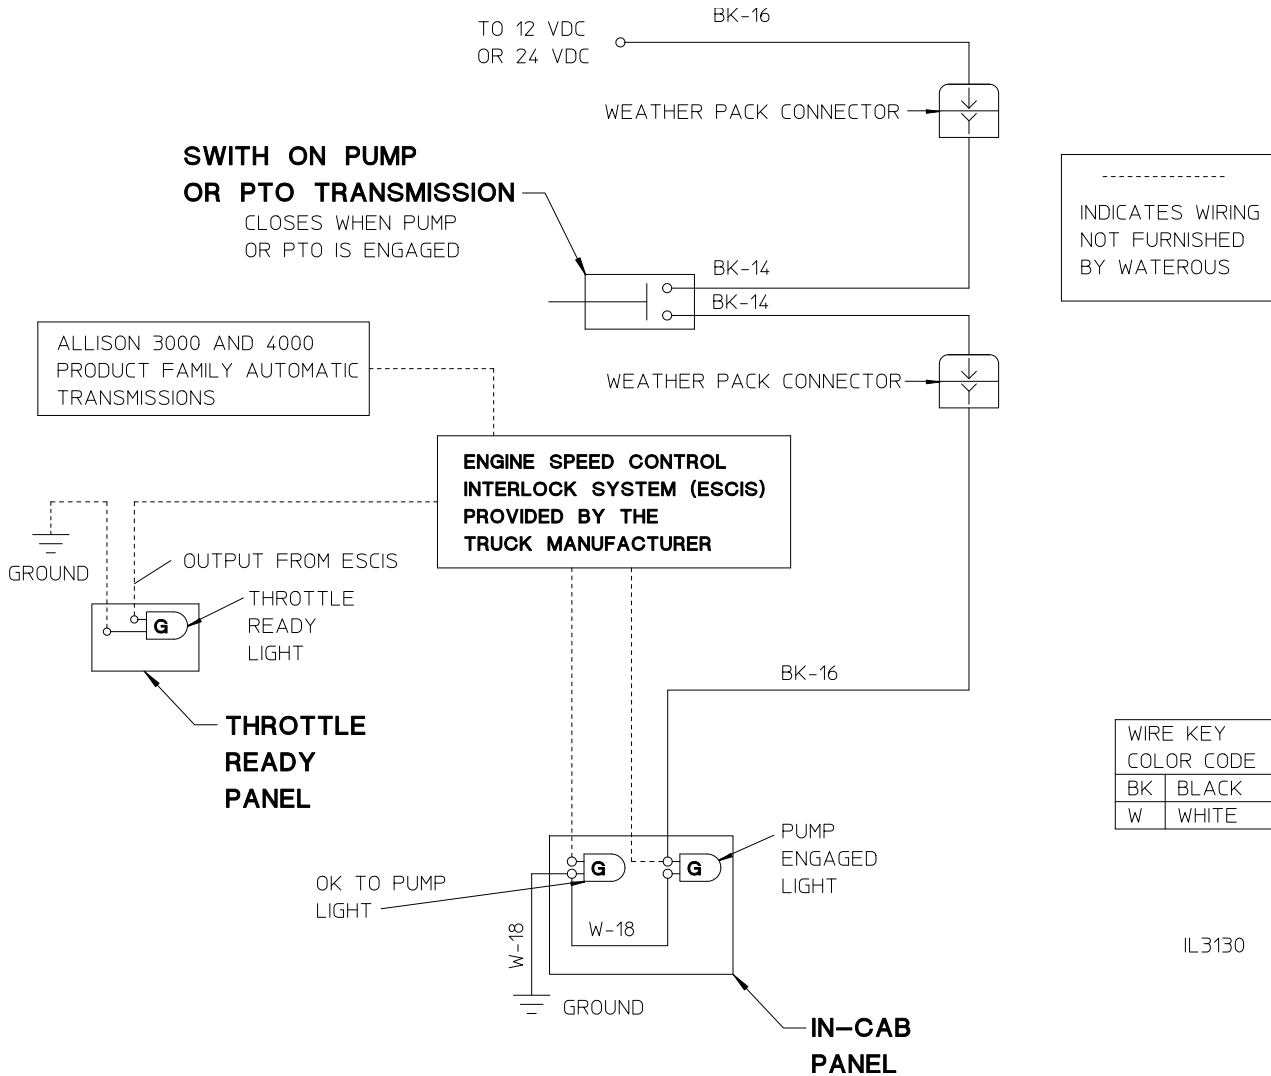 BK-16
TO 12 VDC
OR 24 VDC
WEATHER PACK CONNECTOR
SWITH ON PUMP
OR PTO TRANSMISSION
CLOSES WHEN PUMP
OR PTO IS ENGAGED
--------------
INDICATES WIRING
NOT FURNISHED
BY WATEROUS
BK-14
BK-14
ALLISON 3000 AND 4000
PRODUCT FAMILY AUTOMATIC
TRANSMISSIONS
WEATHER PACK CONNECTOR
ENGINE SPEED CONTROL
INTERLOCK SYSTEM (ESCIS)
PROVIDED BY THE
TRUCK MANUFACTURER
GROUND
OUTPUT FROM ESCIS
THROTTLE
READY
LIGHT
G
THROTTLE
READY
PANEL
BK-16
WIRE KEY
COLOR CODE
BK BLACK
W WHITE
PUMP
ENGAGED
LIGHT
G
G
OK TO PUMP
LIGHT
W-18
W-18
GROUND
IL3130
IN-CAB
PANEL